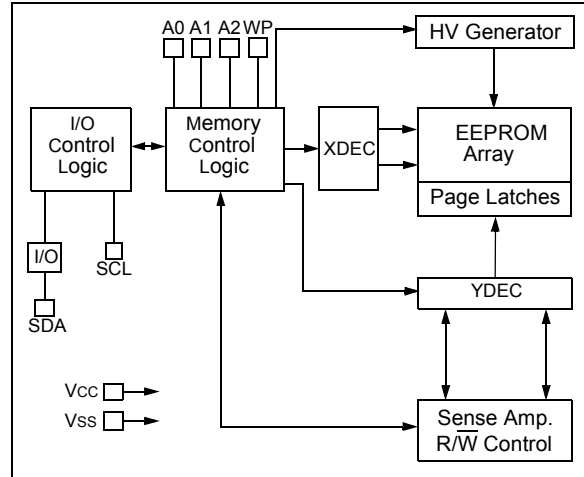 A0 A1 A2 WP
HV Generator
I/O
Control
Logic
Memory
Control
Logic
XDEC
EEPROM
Array
Page Latches
I/O
SCL
SDA
YDEC
Vcc
Vss
Sense Amp.
R/W̅ Control